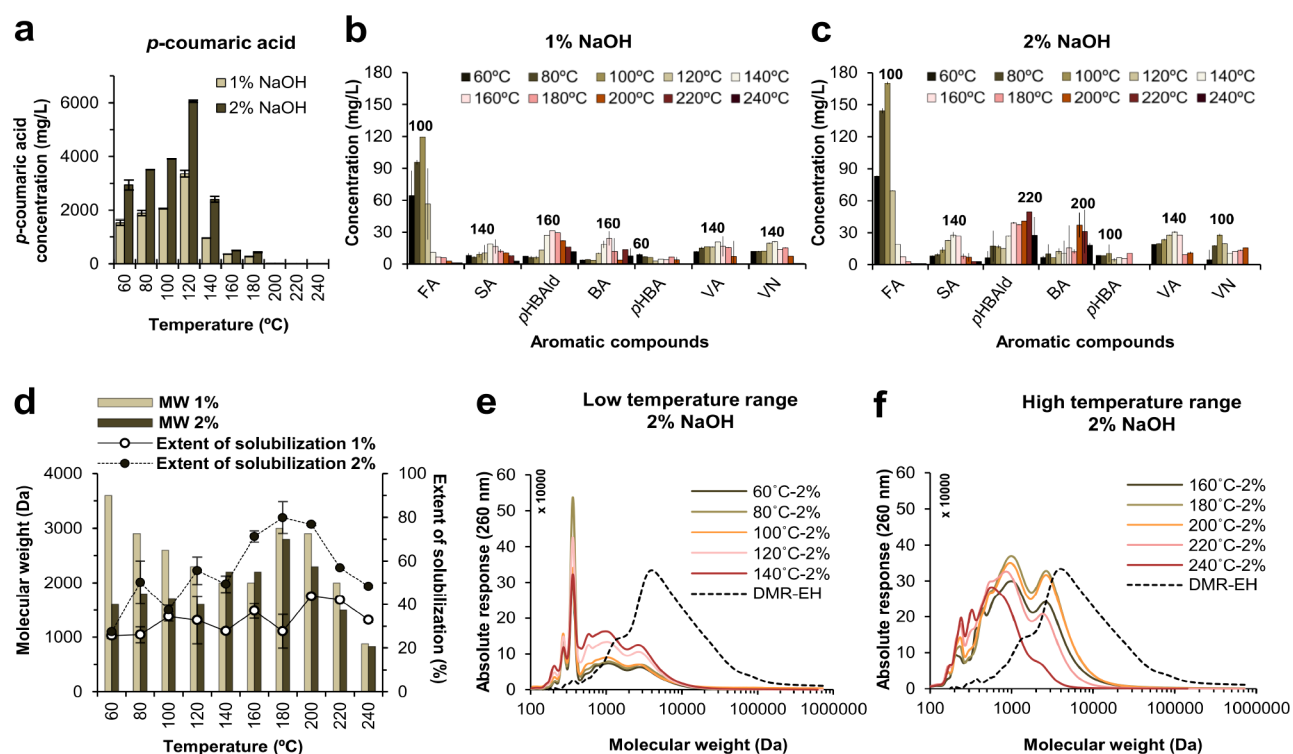 a
p-coumaric acid
1% NaOH
2% NaOH
p-coumaric acid
concentration (mg/L)
6000
4000
2000
0
60
80
100
120
140
160
180
200
220
240
Temperature (ºC)
b
1% NaOH
Concentration (mg/L)
180
150
120
90
60
30
0
60ºC 80ºC 100ºC 120ºC 140ºC
160ºC 180ºC 200ºC 220ºC 240ºC
100
140
160
160
60
140
140
FA
SA
pHBAld
BA
pHBA
VA
VN
Aromatic compounds
c
2% NaOH
Concentration (mg/L)
180
150
120
90
60
30
0
60ºC 80ºC 100ºC 120ºC 140ºC
160ºC 180ºC 200ºC 220ºC 240ºC
100
140
220
200
100
140
100
FA
SA
pHBAld
BA
pHBA
VA
VN
Aromatic compounds
d
MW 1%
MW 2%
Extent of solubilization 1%
Extent of solubilization 2%
Molecular weight (Da)
4000
3000
2000
1000
0
100
80
60
40
20
0
Extent of solubilization (%)
60
80
100
120
140
160
180
200
220
240
Temperature (ºC)
e
Low temperature range
2% NaOH
Absolute response (260 nm)
x 10000
60
50
40
30
20
10
0
60˚C-2%
80˚C-2%
100˚C-2%
120˚C-2%
140˚C-2%
DMR-EH
100 1000 10000 100000 1000000
Molecular weight (Da)
f
High temperature range
2% NaOH
Absolute response (260 nm)
x 10000
60
50
40
30
20
10
0
160˚C-2%
180˚C-2%
200˚C-2%
220˚C-2%
240˚C-2%
DMR-EH
100 1000 10000 100000 1000000
Molecular weight (Da)